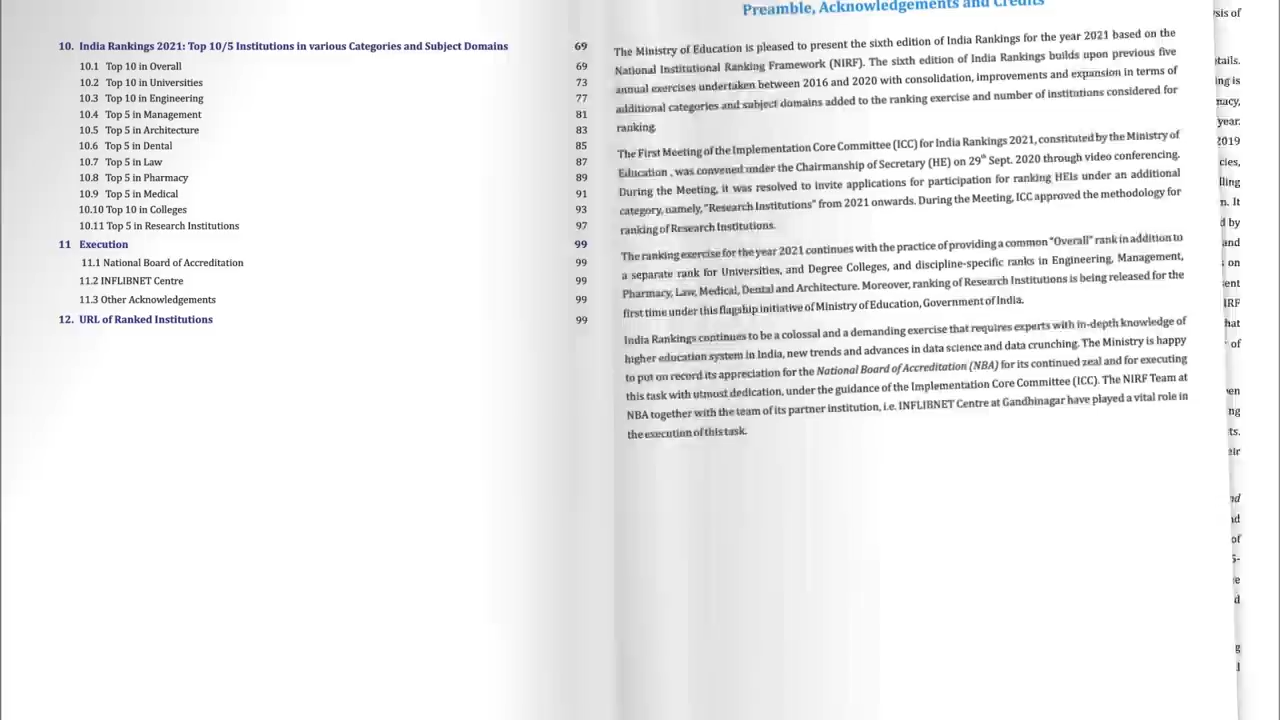 10. India Rankings 2021: Top 10/5 Institutions in various Categories and Subject Domains 69
10.1 Top 10 in Overall 69
10.2 Top 10 in Universities 73
10.3 Top 10 in Engineering 77
10.4 Top 5 in Management 81
10.5 Top 5 in Architecture 83
10.6 Top 5 in Dental 85
10.7 Top 5 in Law 87
10.8 Top 5 in Pharmacy 89
10.9 Top 5 in Medical 91
10.10 Top 10 in Colleges 93
10.11 Top 5 in Research Institutions 97
11 Execution 99
11.1 National Board of Accreditation 99
11.2 INFLIBNET Centre 99
11.3 Other Acknowledgements 99
12. URL of Ranked Institutions 99
Preamble, Acknowledgements and Credits
The Ministry of Education is pleased to present the sixth edition of India Rankings for the year 2021 based on the
National Institutional Ranking Framework (NIRF). The sixth edition of India Rankings builds upon previous five
annual exercises undertaken between 2016 and 2020 with consolidation, improvements and expansion in terms of
additional categories and subject domains added to the ranking exercise and number of institutions considered for
ranking.
The First Meeting of the Implementation Core Committee (ICC) for India Rankings 2021, constituted by the Ministry of
Education , was convened under the Chairmanship of Secretary (HE) on 29th Sept. 2020 through video conferencing.
During the Meeting, it was resolved to invite applications for participation for ranking HEIs under an additional
category, namely, "Research Institutions" from 2021 onwards. During the Meeting, ICC approved the methodology for
ranking of Research Institutions.
The ranking exercise for the year 2021 continues with the practice of providing a common "Overall" rank in addition to
a separate rank for Universities, and Degree Colleges, and discipline-specific ranks in Engineering, Management,
Pharmacy, Law, Medical, Dental and Architecture. Moreover, ranking of Research Institutions is being released for the
first time under this flagship initiative of Ministry of Education, Government of India.
India Rankings continues to be a colossal and a demanding exercise that requires experts with in-depth knowledge of
higher education system in India, new trends and advances in data science and data crunching. The Ministry is happy
to put on record its appreciation for the National Board of Accreditation (NBA) for its continued zeal and for executing
this task with utmost dedication, under the guidance of the Implementation Core Committee (ICC). The NIRF Team at
NBA together with the team of its partner institution, i.e. INFLIBNET Centre at Gandhinagar have played a vital role in
the execution of this task.